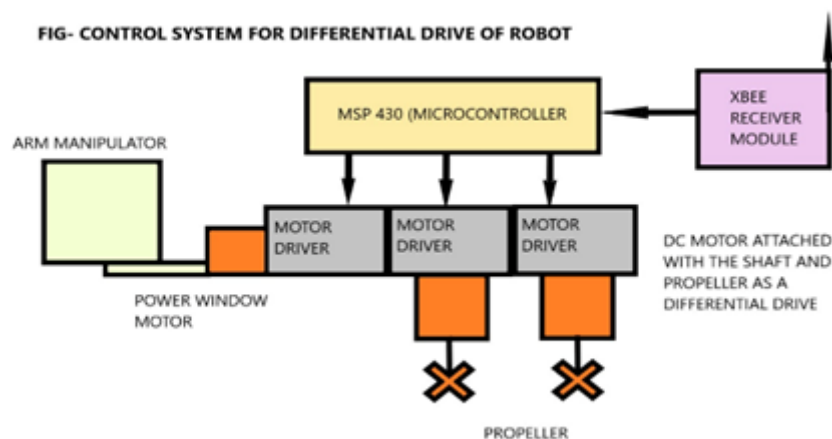 FIG- CONTROL SYSTEM FOR DIFFERENTIAL DRIVE OF ROBOT
MSP 430 (MICROCONTROLLER
XBEE
RECEIVER
MODULE
ARM MANIPULATOR
MOTOR
DRIVER
MOTOR
DRIVER
MOTOR
DRIVER
DC MOTOR ATTACHED
WITH THE SHAFT AND
PROPELLER AS A
DIFFERENTIAL DRIVE
POWER WINDOW
MOTOR
PROPELLER